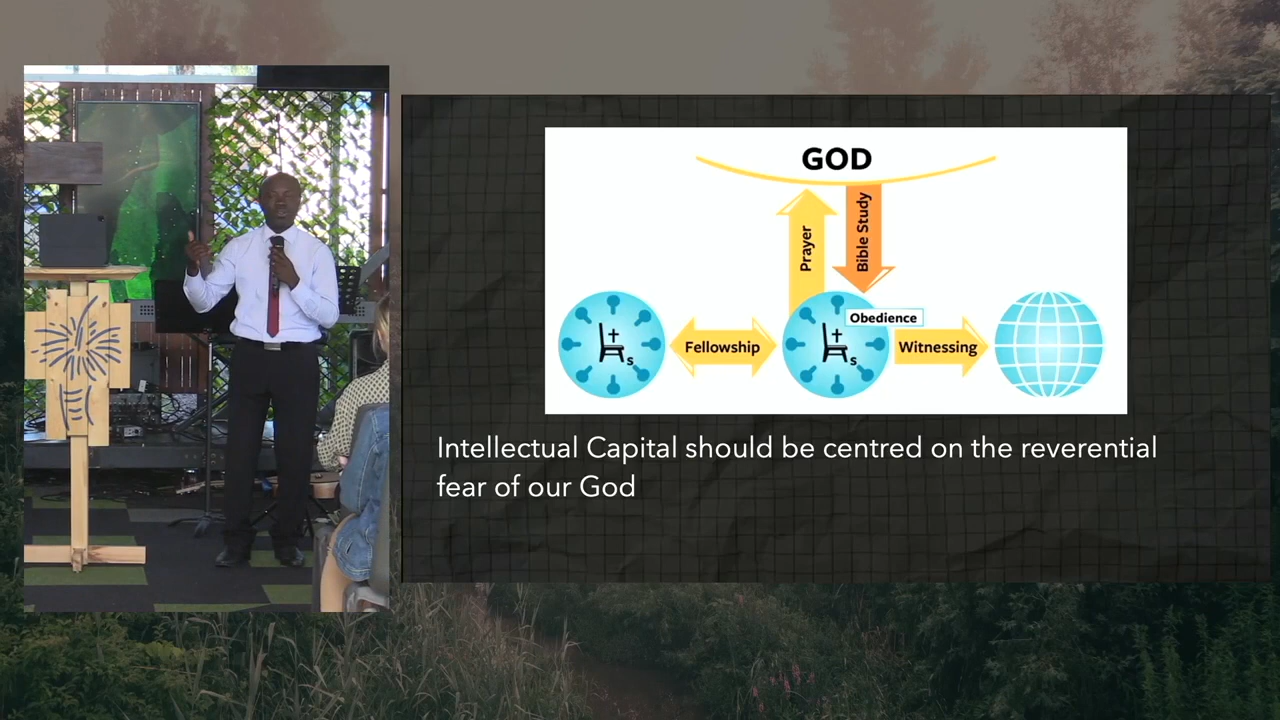 GOD
Prayer
Bible Study
Obedience
Fellowship
Witnessing
s
s
Intellectual Capital should be centred on the reverential
fear of our God